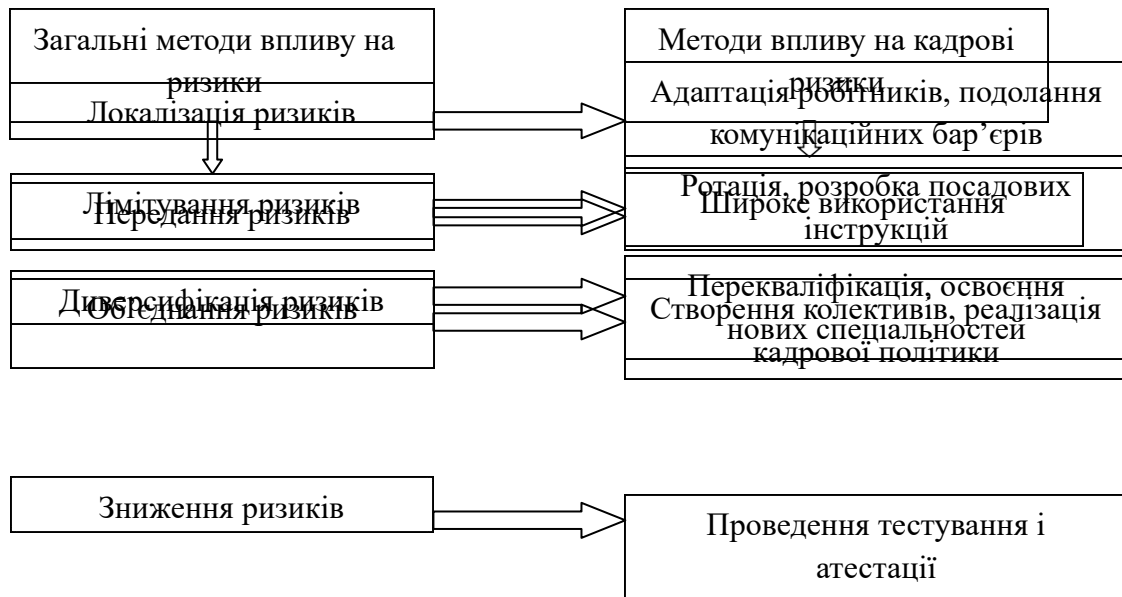 Загальні методи впливу на
ризики
Методи впливу на кадрові
ризики
Локалізація ризиків
Адаптація робітників, подолання
комунікаційних бар’єрів
Лімітування ризиків
Ротація, розробка посадових
інструкцій
Передання ризиків
Широке використання
Диверсифікація ризиків
Перекваліфікація, освоєння
нових спеціальностей
Об’єднання ризиків
Створення колективів, реалізація
кадрової політики
Зниження ризиків
Проведення тестування і
атестації